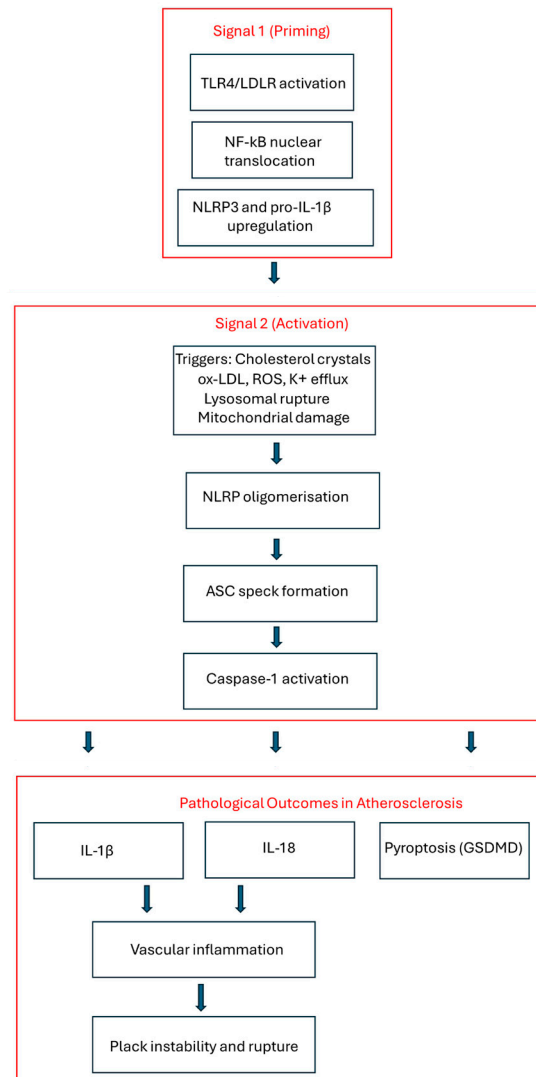 Signal 1 (Priming)
TLR4/LDLR activation
NF-kB nuclear
translocation
NLRP3 and pro-IL-1β
upregulation
Signal 2 (Activation)
Triggers: Cholesterol crystals
ox-LDL, ROS, K+ efflux
Lysosomal rupture
Mitochondrial damage
NLRP oligomerisation
ASC speck formation
Caspase-1 activation
Pathological Outcomes in Atherosclerosis
IL-1β
IL-18
Pyroptosis (GSDMD)
Vascular inflammation
Plack instability and rupture